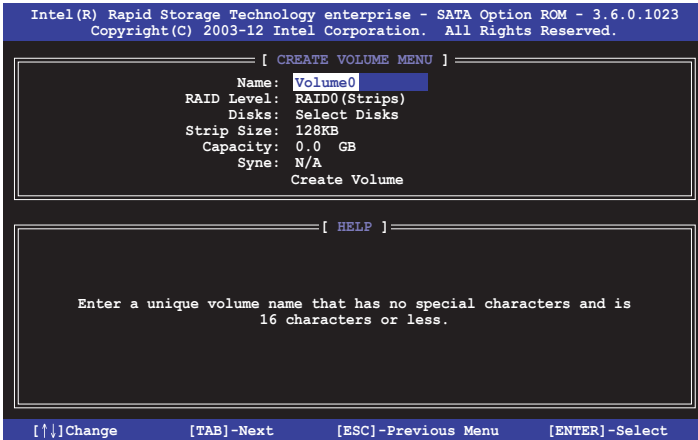 Intel(R) Rapid Storage Technology enterprise - SATA Option ROM - 3.6.0.1023
Copyright(C) 2003-12 Intel Corporation. All Rights Reserved.
[ CREATE VOLUME MENU ]
Name: Volume0
RAID Level: RAID0(Strips)
Disks: Select Disks
Strip Size: 128KB
Capacity: 0.0 GB
Syne: N/A
Create Volume
[ HELP ]
Enter a unique volume name that has no special characters and is
16 characters or less.
[↑↓]Change [TAB]-Next [ESC]-Previous Menu [ENTER]-Select